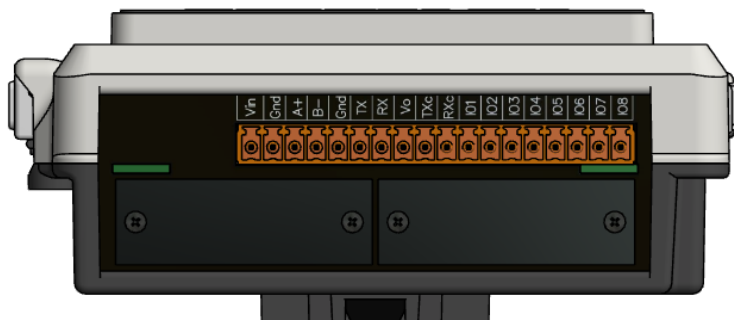 Vin Gnd A+ B− Gnd TX RX Vo TXc RXc IO1 IO2 IO3 IO4 IO5 IO6 IO7 IO8